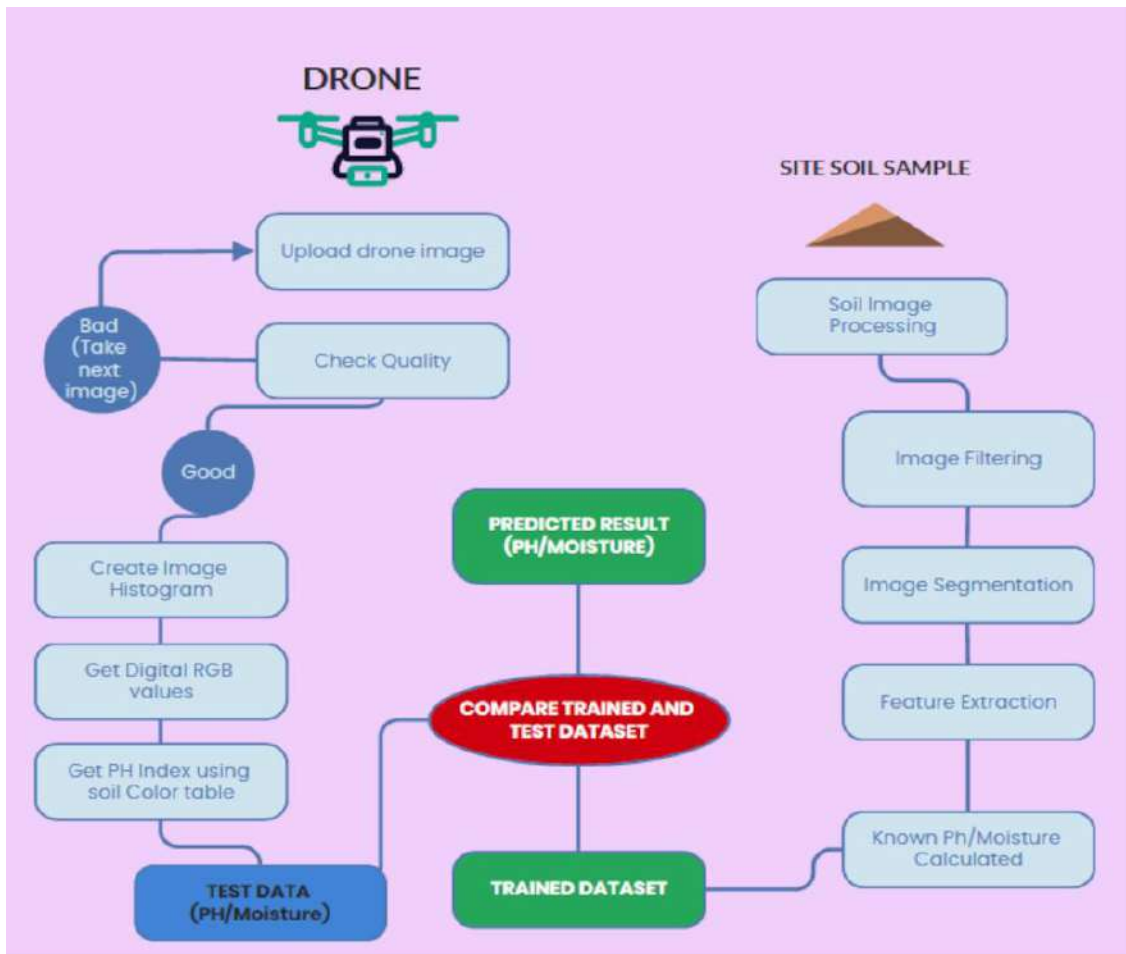 DRONE
Upload drone image
Bad
(Take
next
image)
Check Quality
Good
Create Image
Histogram
Get Digital RGB
values
Get PH Index using
soil Color table
TEST DATA
(PH/Moisture)
PREDICTED RESULT
(PH/MOISTURE)
COMPARE TRAINED AND
TEST DATASET
TRAINED DATASET
SITE SOIL SAMPLE
Soil Image
Processing
Image Filtering
Image Segmentation
Feature Extraction
Known Ph/Moisture
Calculated